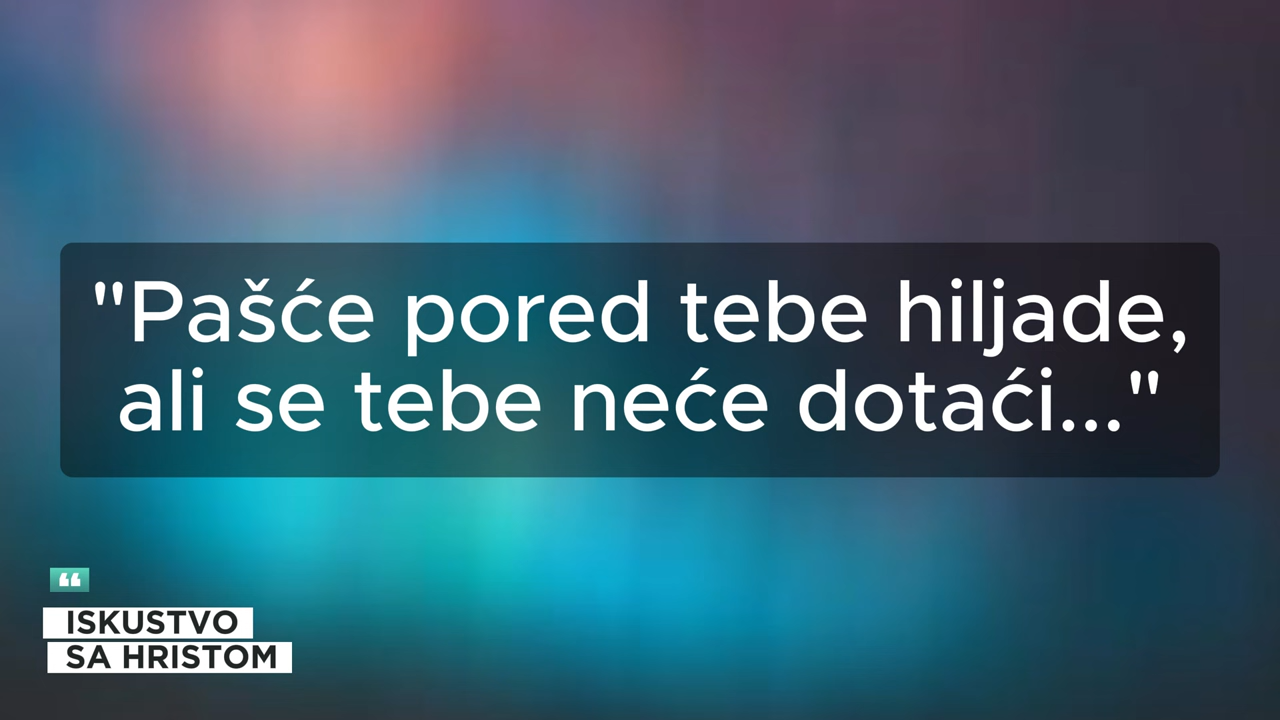 "Pašće pored tebe hiljade,
ali se tebe neće dotaći..."
ISKUSTVO
SA HRISTOM